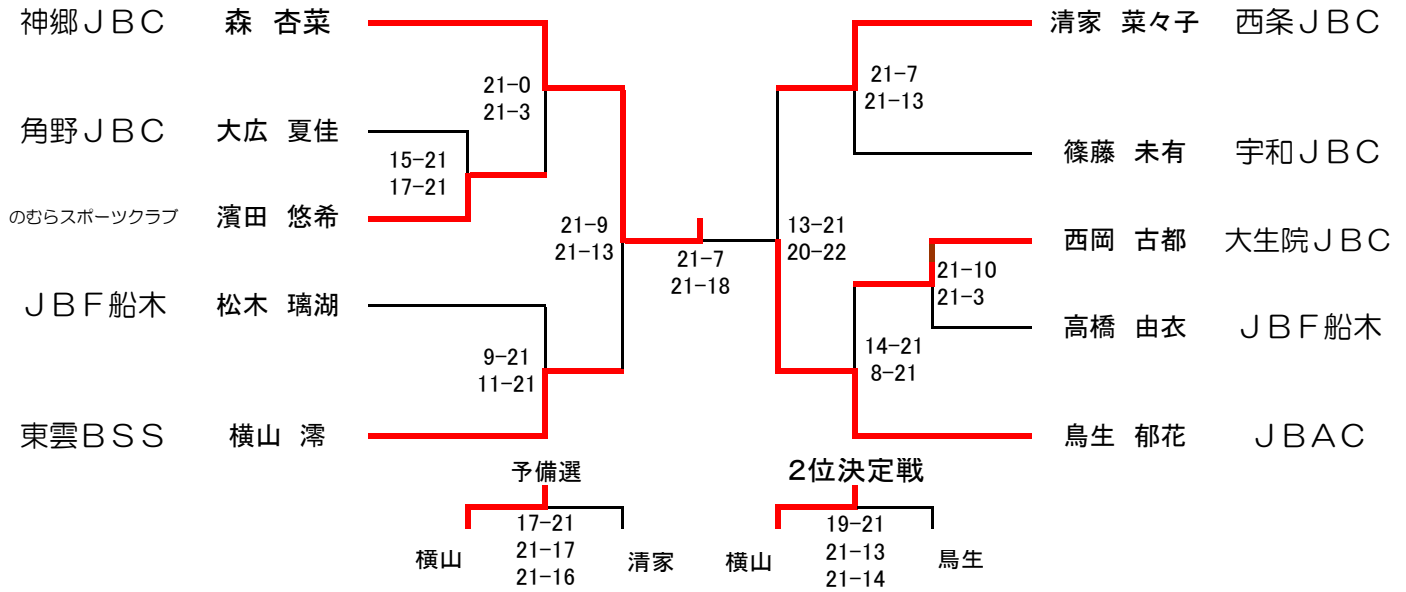 神郷ＪＢＣ 森 杏菜
21-0
21-3
角野ＪＢＣ 大広 夏佳
15-21
17-21
のむらスポーツクラブ 濱田 悠希
21-9
21-13
ＪＢＦ船木 松木 璃湖
9-21
11-21
東雲ＢＳＳ 横山 澪
21-7
21-18
清家 菜々子 西条ＪＢＣ
21-7
21-13
篠藤 未有 宇和ＪＢＣ
13-21
20-22
西岡 古都 大生院ＪＢＣ
21-10
21-3
高橋 由衣 ＪＢＦ船木
14-21
8-21
鳥生 郁花 ＪＢＡＣ
予備選
横山 清家
17-21
21-17
21-16
2位決定戦
横山 鳥生
19-21
21-13
21-14